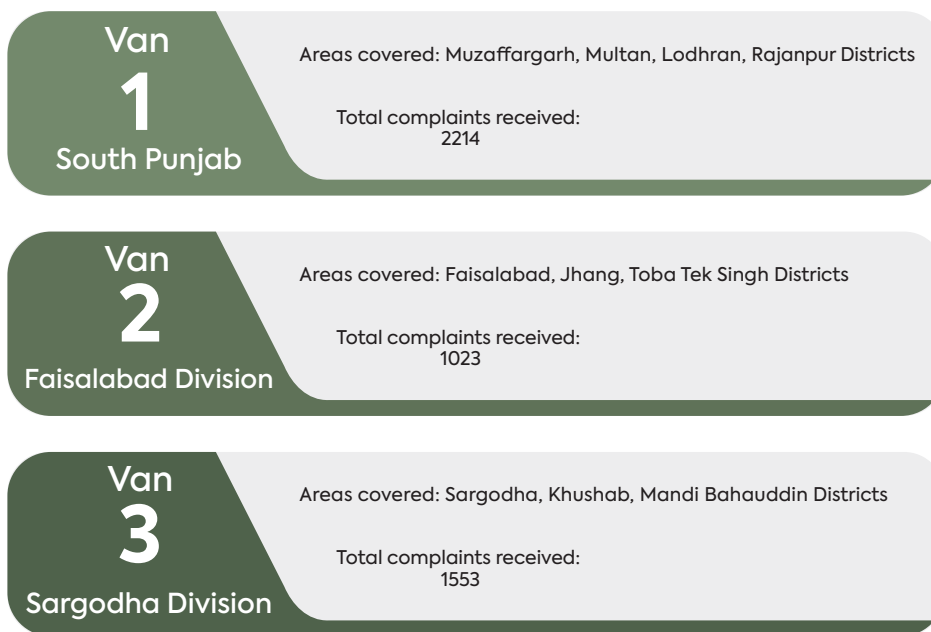 Van
1
South Punjab
Areas covered: Muzaffargarh, Multan, Lodhran, Rajanpur Districts
Total complaints received:
2214
Van
2
Faisalabad Division
Areas covered: Faisalabad, Jhang, Toba Tek Singh Districts
Total complaints received:
1023
Van
3
Sargodha Division
Areas covered: Sargodha, Khushab, Mandi Bahauddin Districts
Total complaints received:
1553